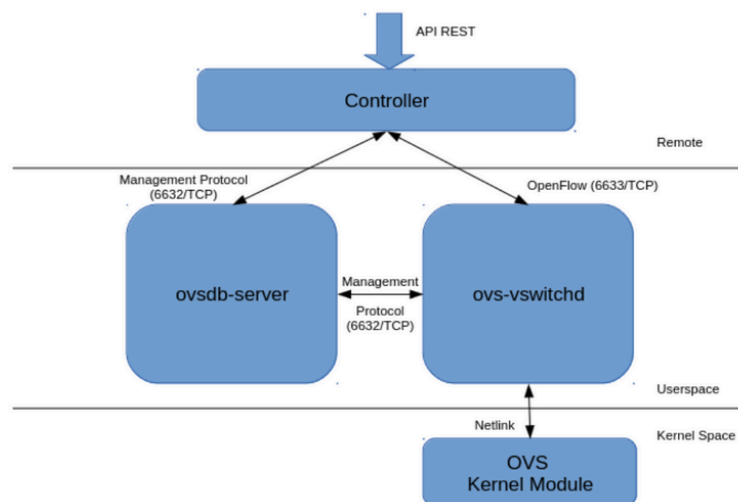 API REST
Controller
Remote
Management Protocol
(6632/TCP)
OpenFlow (6633/TCP)
ovsdb-server
Management
Protocol
(6632/TCP)
ovs-vswitchd
Userspace
Netlink
Kernel Space
OVS
Kernel Module